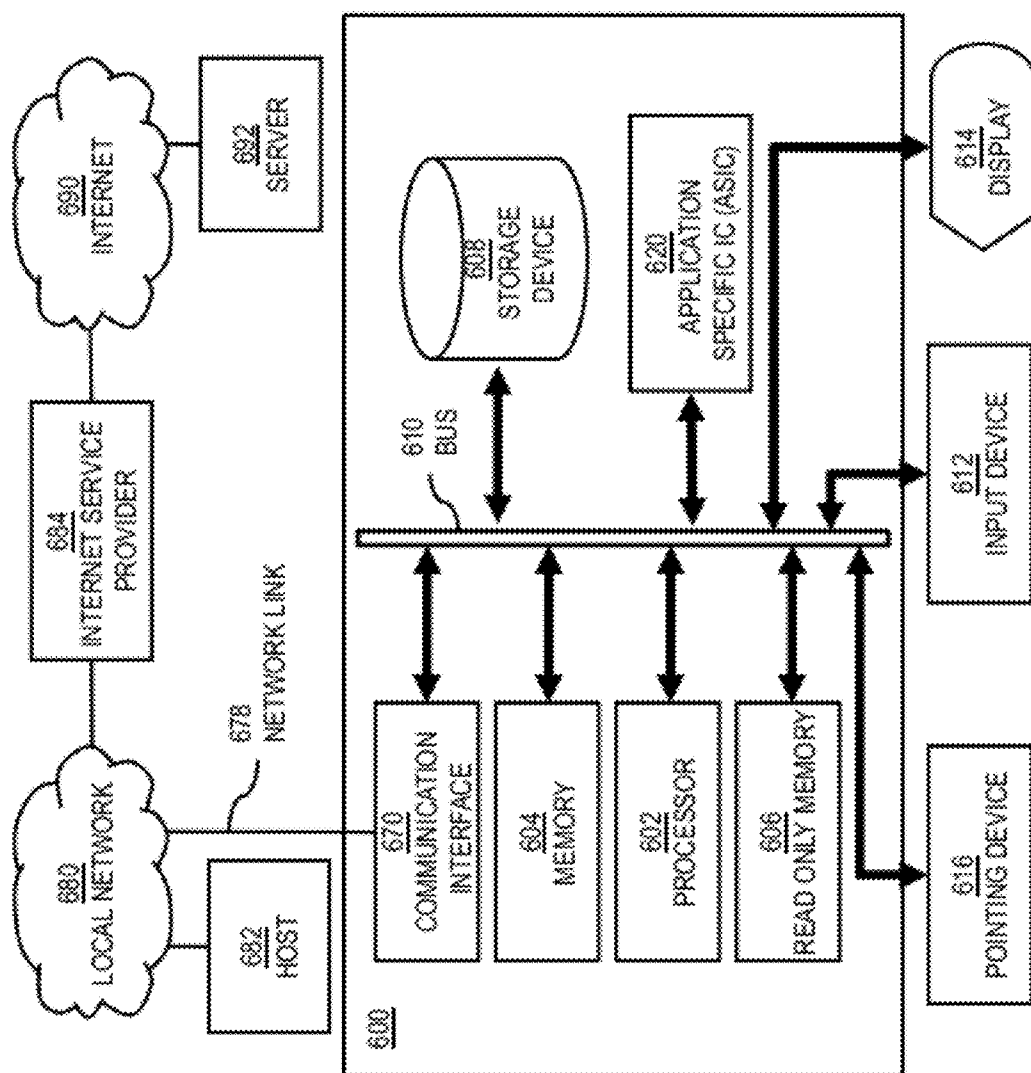 690
INTERNET
692
SERVER
684
INTERNET SERVICE
PROVIDER
680
LOCAL NETWORK
682
HOST
678
NETWORK LINK
600
670
COMMUNICATION
INTERFACE
604
MEMORY
602
PROCESSOR
606
READ ONLY MEMORY
610
BUS
608
STORAGE
DEVICE
620
APPLICATION
SPECIFIC IC (ASIC)
616
POINTING DEVICE
612
INPUT DEVICE
614
DISPLAY